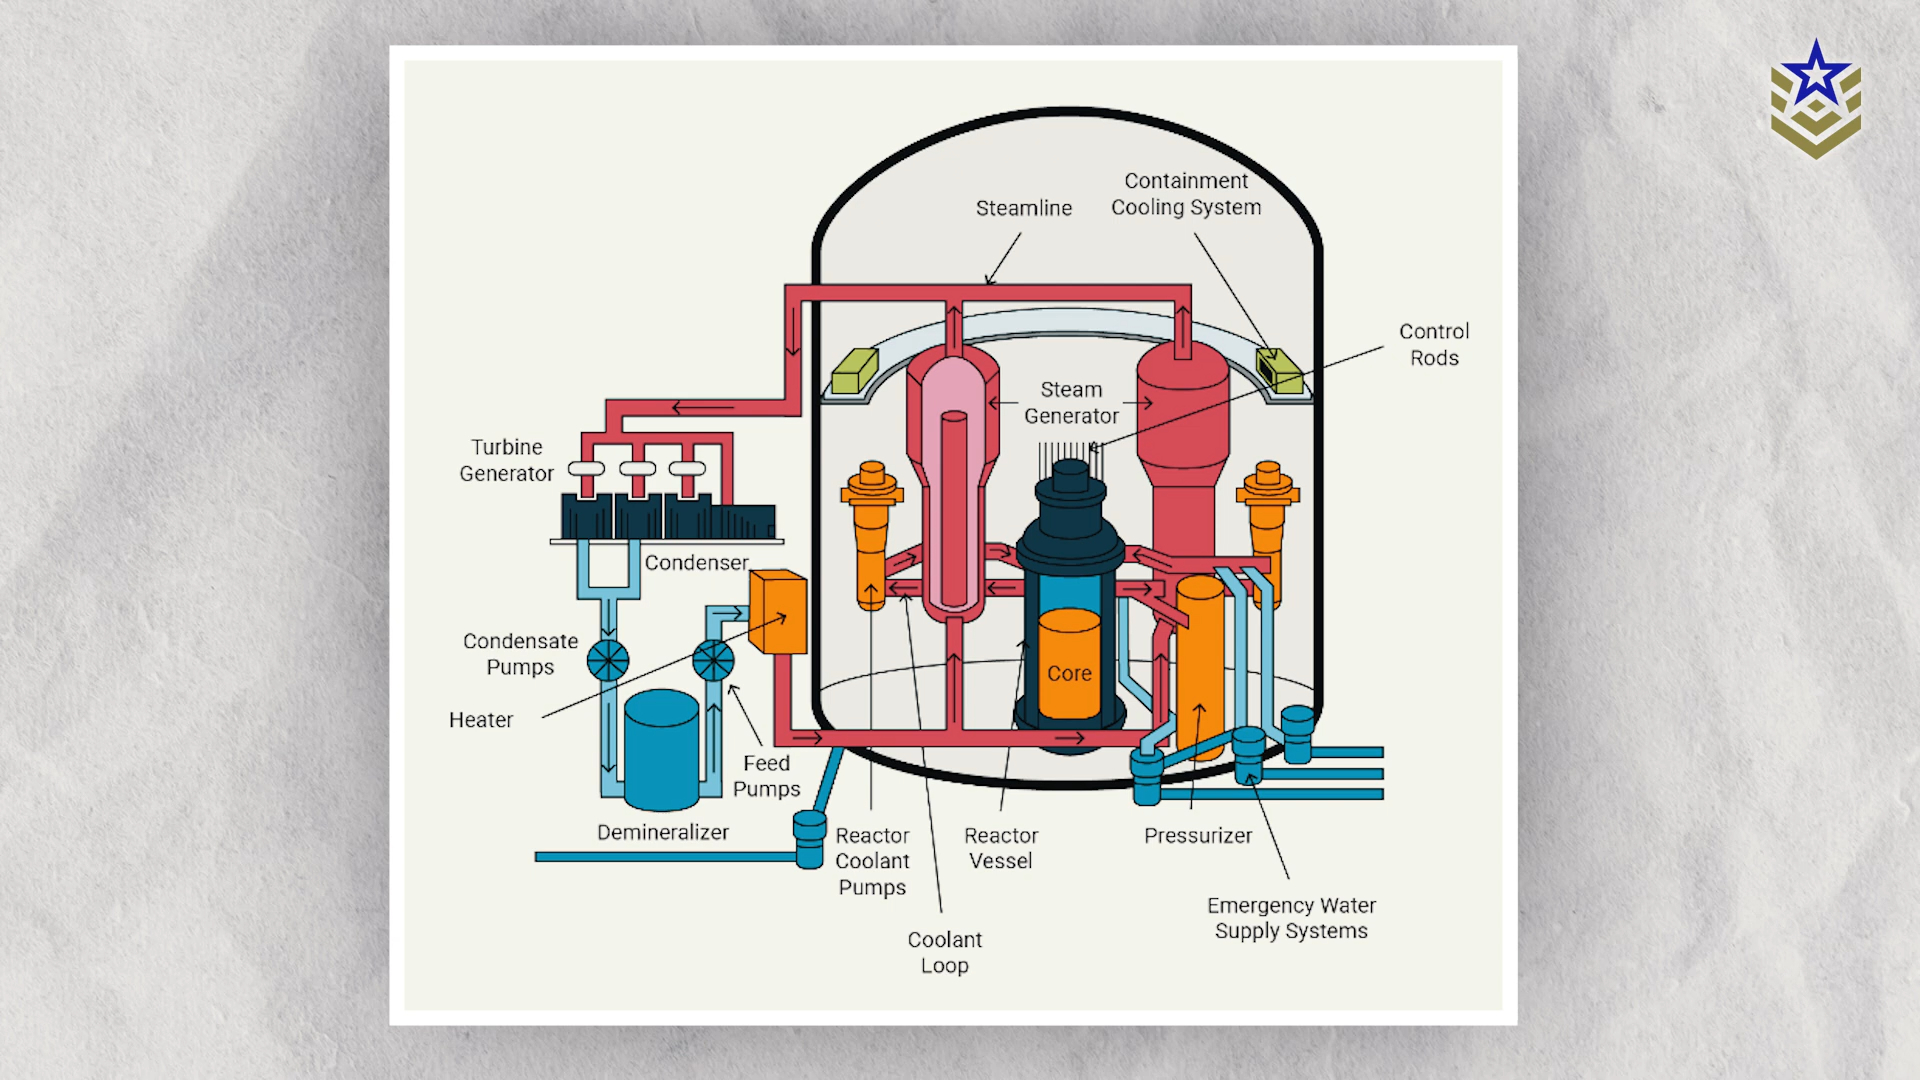 Containment
Cooling System
Steamline
Control
Rods
Steam
Generator
Turbine
Generator
Condenser
Condensate
Pumps
Core
Heater
Feed
Pumps
Demineralizer
Reactor
Coolant
Pumps
Reactor
Vessel
Pressurizer
Emergency Water
Supply Systems
Coolant
Loop